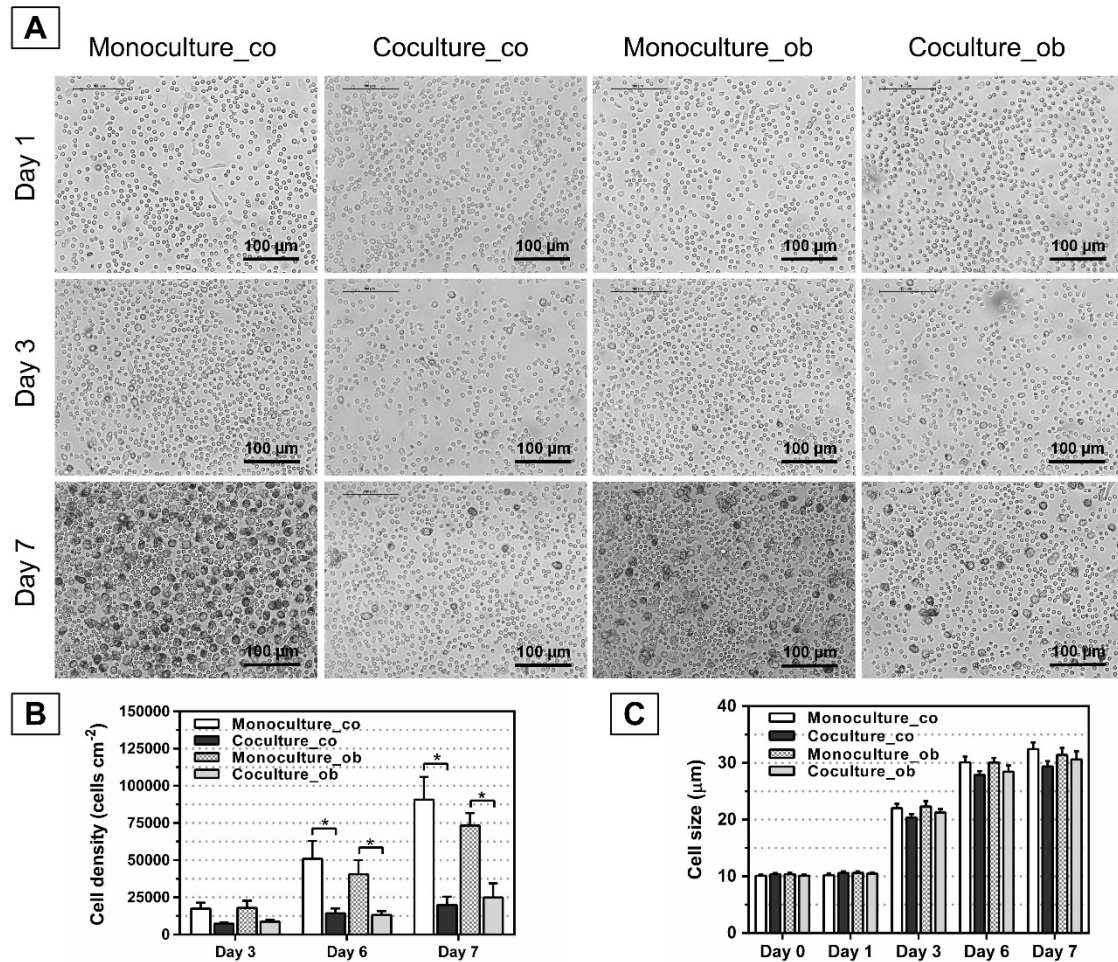 A
Monoculture_co Coculture_co Monoculture_ob Coculture_ob
Day 1
100 µm 100 µm 100 µm 100 µm
Day 3
100 µm 100 µm 100 µm 100 µm
Day 7
100 µm 100 µm 100 µm 100 µm
B
Cell density (cells cm⁻²)
150000
125000
100000
75000
50000
25000
0
Monoculture_co
Coculture_co
Monoculture_ob
Coculture_ob
* * * *
Day 3 Day 6 Day 7
C
Cell size (µm)
40
30
20
10
0
Monoculture_co
Coculture_co
Monoculture_ob
Coculture_ob
Day 0 Day 1 Day 3 Day 6 Day 7